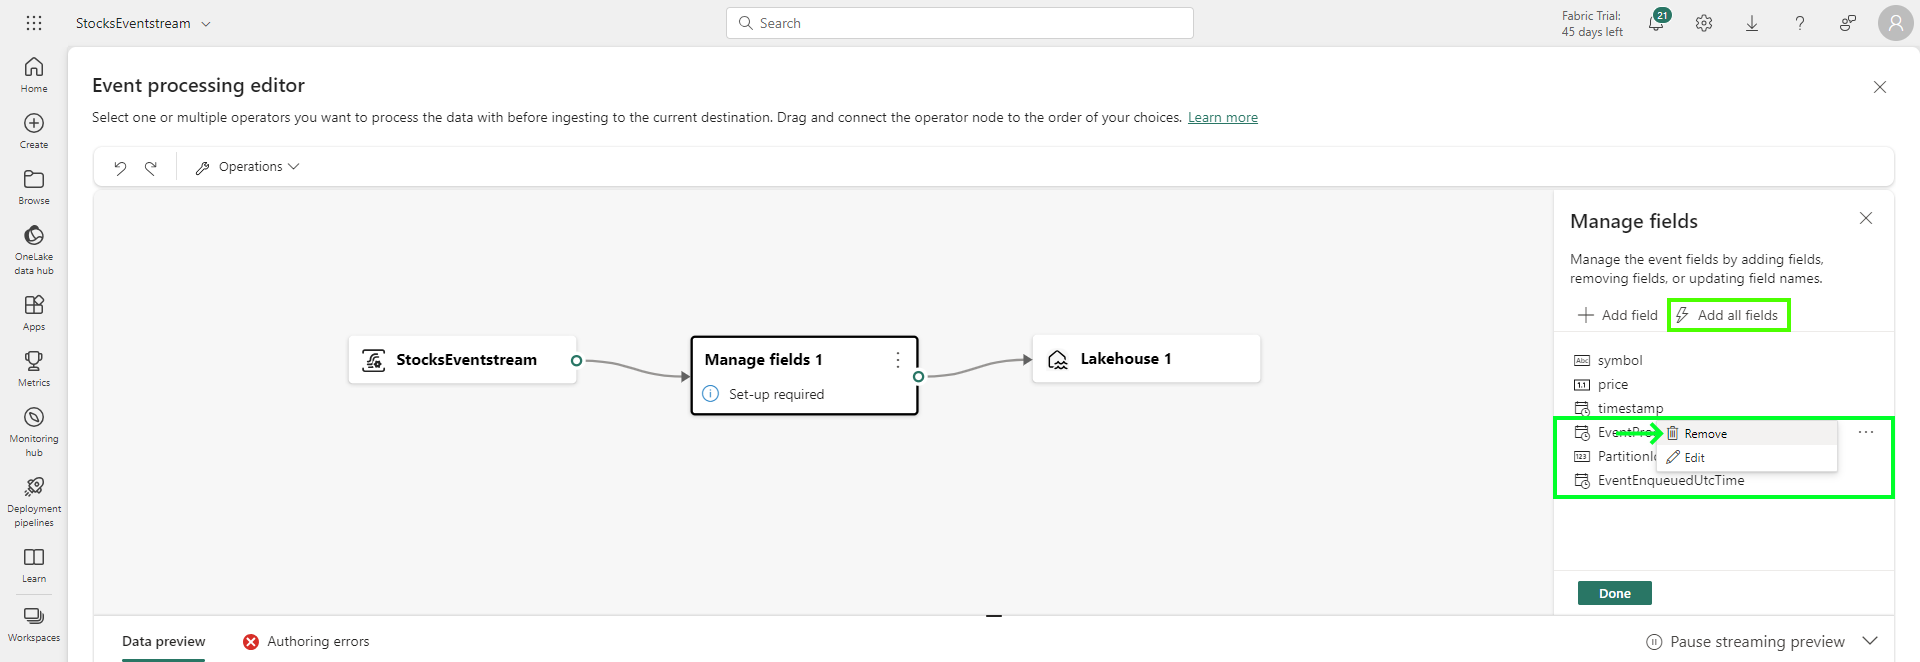 StocksEventstream
Search
Fabric Trial:
45 days left
21
Home
Create
Browse
OneLake
data hub
Apps
Metrics
Monitoring
hub
Deployment
pipelines
Learn
Workspaces
Event processing editor
Select one or multiple operators you want to process the data with before ingesting to the current destination. Drag and connect the operator node to the order of your choices. Learn more
Operations
StocksEventstream
Manage fields 1
Set-up required
Lakehouse 1
Manage fields
Manage the event fields by adding fields,
removing fields, or updating field names.
Add field
Add all fields
Abc symbol
1.1 price
timestamp
Remove
123
Edit
EventEnqueuedUtcTime
Done
Data preview
Authoring errors
Pause streaming preview